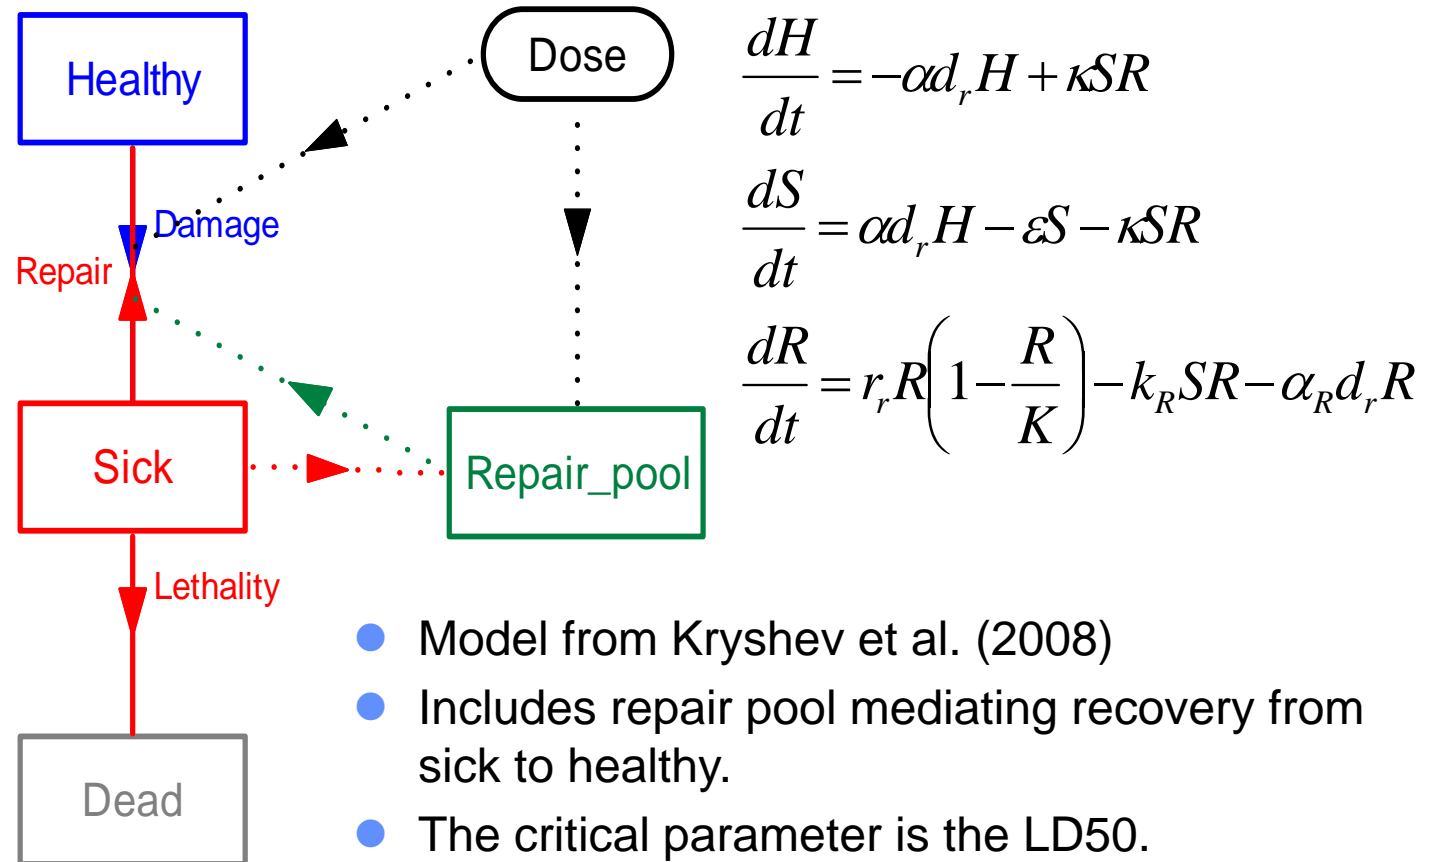 Healthy
Dose
Damage
Repair
Sick
Repair_pool
Lethality
Dead
dH/dt = −αd_r H + κSR
dS/dt = αd_r H − εS − κSR
dR/dt = r_r R(1 − R/K) − k_R SR − α_R d_r R
Model from Kryshev et al. (2008)
Includes repair pool mediating recovery from
sick to healthy.
The critical parameter is the LD50.